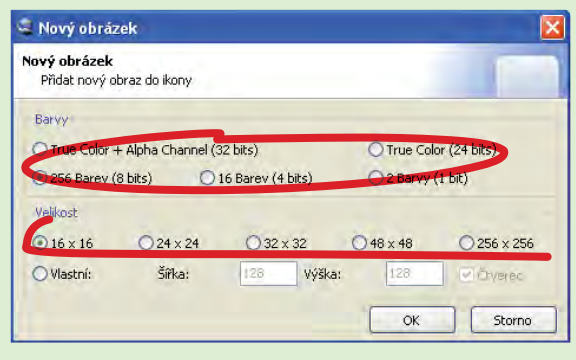 Nový obrázek
Nový obrázek
Přidat nový obraz do ikony
Barvy
True Color + Alpha Channel (32 bits) True Color (24 bits)
256 Barev (8 bits) 16 Barev (4 bits) 2 Barvy (1 bit)
Velikost
16 x 16 24 x 24 32 x 32 48 x 48 256 x 256
Vlastní: Šířka: 128 Výška: 128 Čtverec
OK Storno